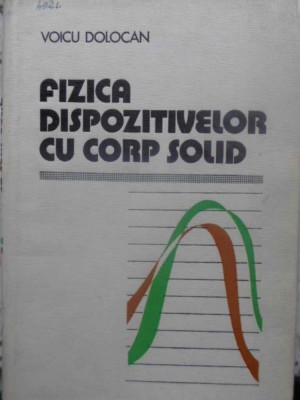 VOICU DOLOCAN
FIZICA
DISPOZITIVELOR
CU CORP SOLID